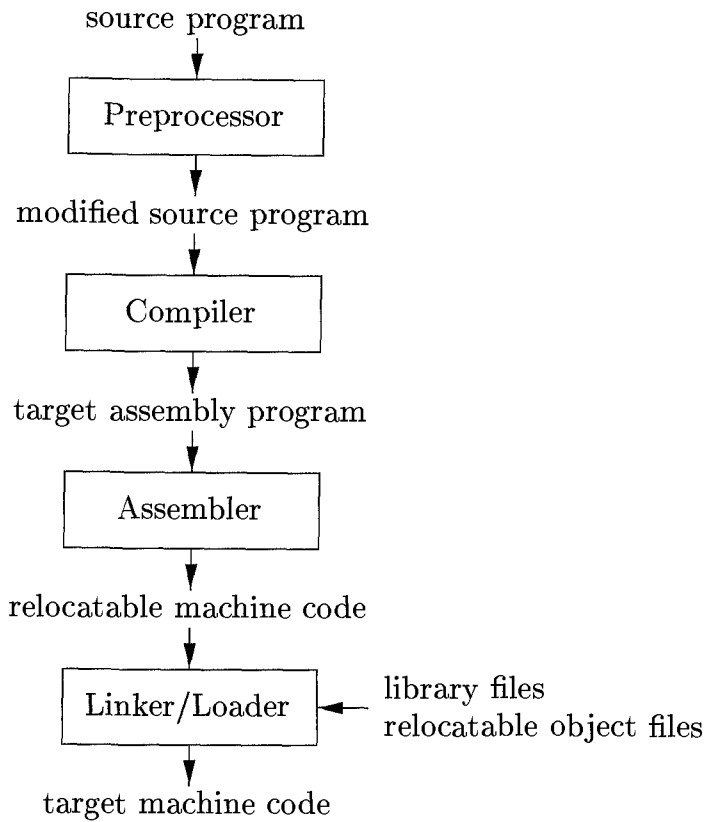 source program
Preprocessor
modified source program
Compiler
target assembly program
Assembler
relocatable machine code
Linker/Loader
library files
relocatable object files
target machine code